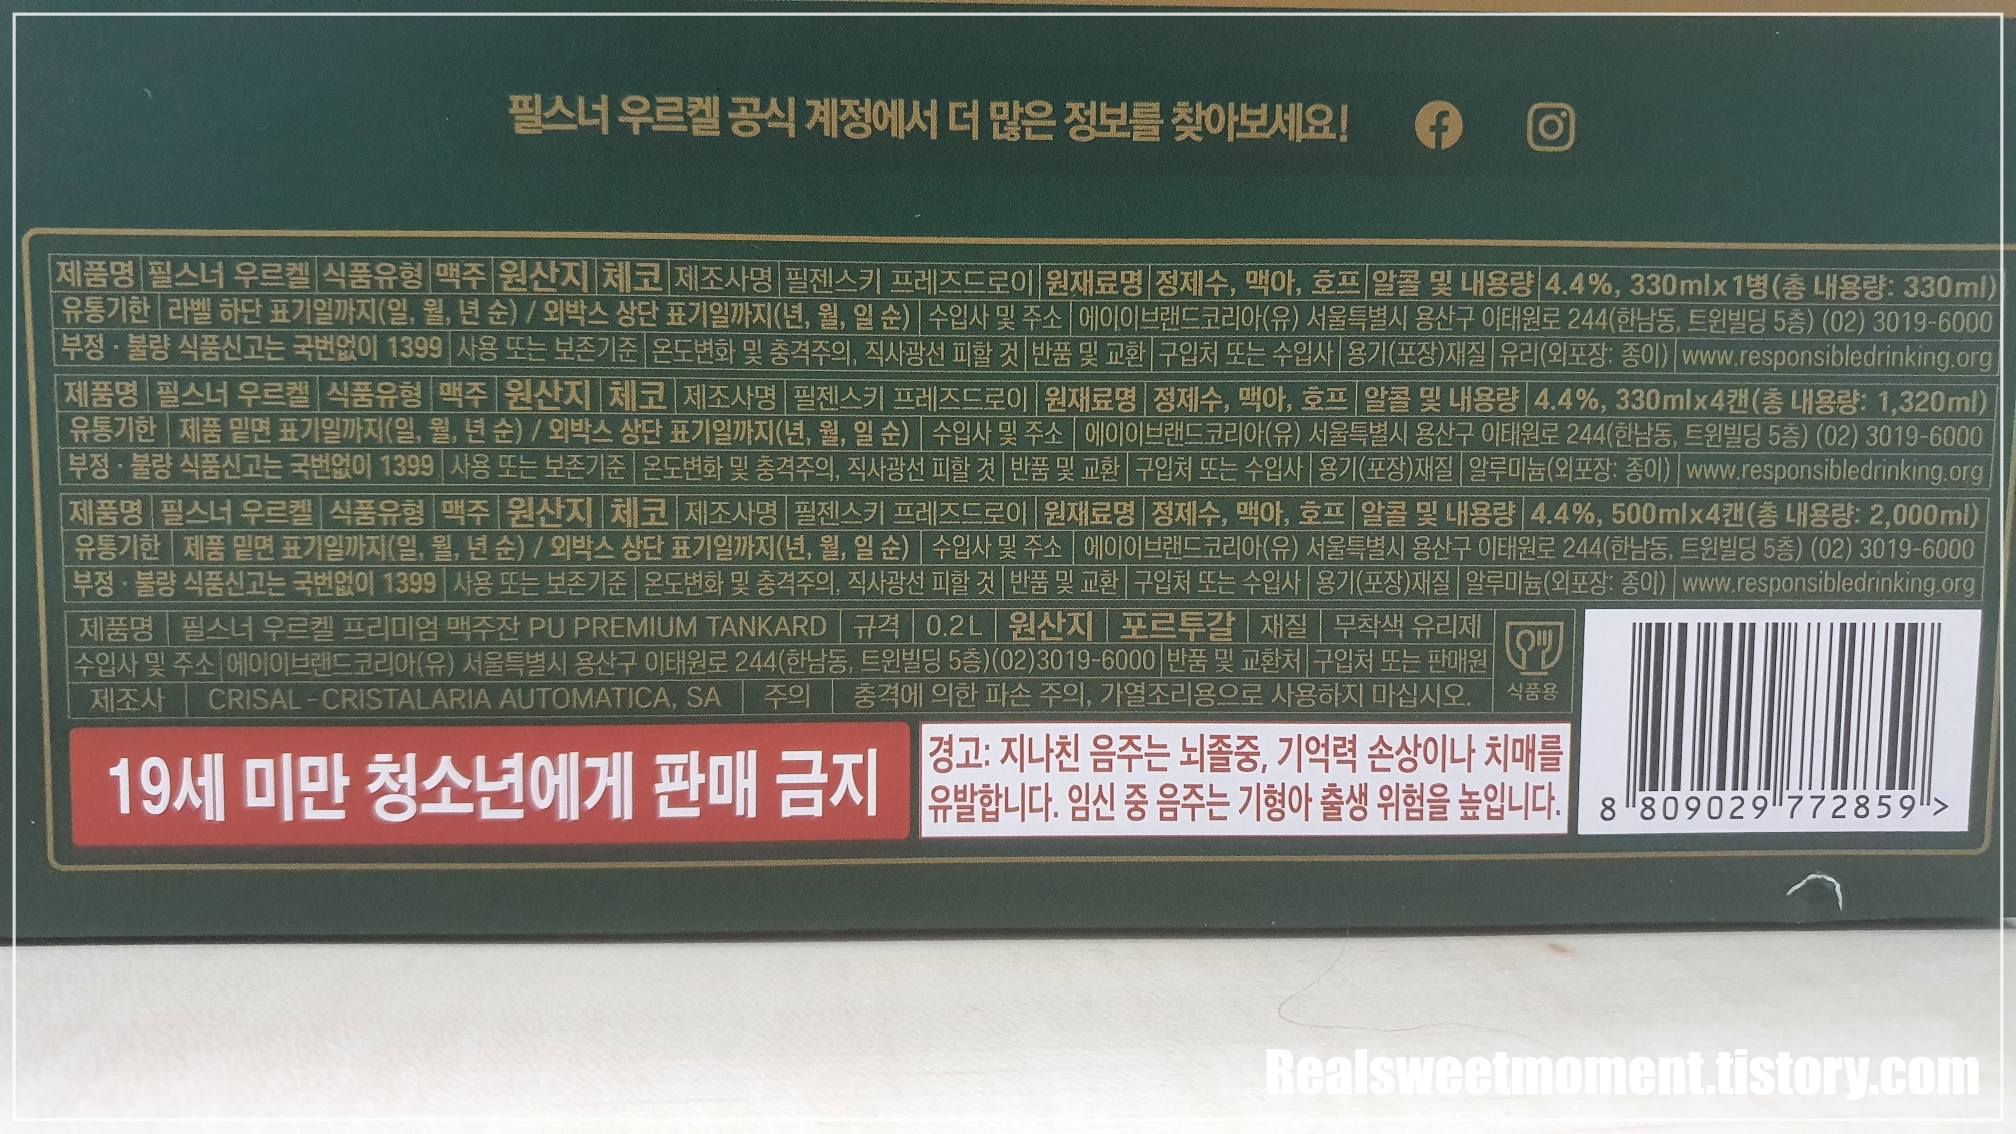 필스너 우르켈 공식 계정에서 더 많은 정보를 찾아보세요!
제품명 필스너 우르켈 식품유형 맥주 원산지 체코 제조사명 필젠스키 프레즈드로이 원재료명 정제수, 맥아, 호프 알콜 및 내용량 4.4%, 330mlx1병(총 내용량: 330ml)
유통기한 라벨 하단 표기일까지(일, 월, 년 순) / 외박스 상단 표기일까지(년, 월, 일 순) 수입사 및 주소 에이이브랜드코리아(유) 서울특별시 용산구 이태원로 244(한남동, 트윈빌딩 5층) (02) 3019-6000
부정·불량 식품신고는 국번없이 1399 사용 또는 보존기준 온도변화 및 충격주의, 직사광선 피할 것 반품 및 교환 구입처 또는 수입사 용기(포장)재질 유리(외포장: 종이) www.responsibledrinking.org
제품명 필스너 우르켈 식품유형 맥주 원산지 체코 제조사명 필젠스키 프레즈드로이 원재료명 정제수, 맥아, 호프 알콜 및 내용량 4.4%, 330mlx4캔(총 내용량: 1,320ml)
유통기한 제품 밑면 표기일까지(일, 월, 년 순) / 외박스 상단 표기일까지(년, 월, 일 순) 수입사 및 주소 에이이브랜드코리아(유) 서울특별시 용산구 이태원로 244(한남동, 트윈빌딩 5층) (02) 3019-6000
부정·불량 식품신고는 국번없이 1399 사용 또는 보존기준 온도변화 및 충격주의, 직사광선 피할 것 반품 및 교환 구입처 또는 수입사 용기(포장)재질 알루미늄(외포장: 종이) www.responsibledrinking.org
제품명 필스너 우르켈 식품유형 맥주 원산지 체코 제조사명 필젠스키 프레즈드로이 원재료명 정제수, 맥아, 호프 알콜 및 내용량 4.4%, 500mlx4캔(총 내용량: 2,000ml)
유통기한 제품 밑면 표기일까지(일, 월, 년 순) / 외박스 상단 표기일까지(년, 월, 일 순) 수입사 및 주소 에이이브랜드코리아(유) 서울특별시 용산구 이태원로 244(한남동, 트윈빌딩 5층) (02) 3019-6000
부정·불량 식품신고는 국번없이 1399 사용 또는 보존기준 온도변화 및 충격주의, 직사광선 피할 것 반품 및 교환 구입처 또는 수입사 용기(포장)재질 알루미늄(외포장: 종이) www.responsibledrinking.org
제품명 필스너 우르켈 프리미엄 맥주잔 PU PREMIUM TANKARD 규격 0.2L 원산지 포르투갈 재질 무착색 유리제
수입사 및 주소 에이이브랜드코리아(유) 서울특별시 용산구 이태원로 244(한남동, 트윈빌딩 5층)(02)3019-6000 반품 및 교환처 구입처 또는 판매원
제조사 CRISAL-CRISTALARIA AUTOMATICA, SA 주의 충격에 의한 파손 주의, 가열조리용으로 사용하지 마십시오.
식품용
19세 미만 청소년에게 판매 금지
경고: 지나친 음주는 뇌졸중, 기억력 손상이나 치매를
유발합니다. 임신 중 음주는 기형아 출생 위험을 높입니다.
8 809029 772859 >
Realsweetmoment.tistory.com